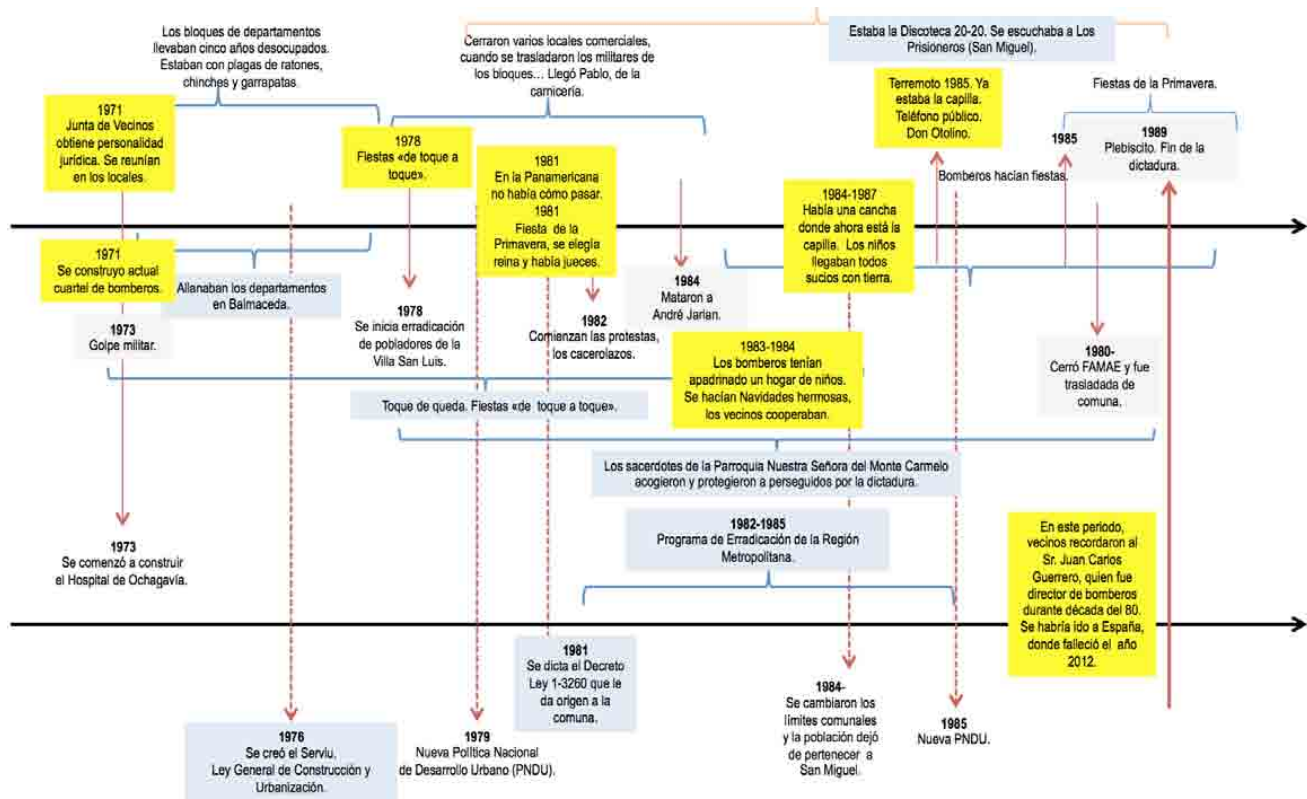 Los bloques de departamentos
llevaban cinco años desocupados.
Estaban con plagas de ratones,
chinches y garrapatas.
Cerraron varios locales comerciales,
cuando se trasladaron los militares
de los bloques... Llegó Pablo, de la
carnicería.
Estaba la Discoteca 20-20. Se escuchaba a Los
Prisioneros (San Miguel).
1971
Junta de Vecinos
obtiene personalidad
jurídica. Se reunían
en los locales.
1978
Fiestas «de toque a
toque».
1981
En la Panamericana
no había cómo pasar.
1981
Fiesta de la
Primavera, se elegía
reina y había jueces.
Terremoto 1985. Ya
estaba la capilla.
Teléfono público.
Don Otolino.
Fiestas de la Primavera.
1985
1989
Plebiscito. Fin de la
dictadura.
Bomberos hacían fiestas.
1984-1987
Había una cancha
donde ahora está la
capilla. Los niños
llegaban todos
sucios con tierra.
1971
Se construyo actual
cuartel de bomberos.
Allanaban los departamentos
en Balmaceda.
1973
Golpe militar.
1978
Se inicia erradicación
de pobladores de la
Villa San Luis.
1982
Comienzan las protestas,
los cacerolazos.
1984
Mataron a
André Jarian.
1983-1984
Los bomberos tenían
apadrinado un hogar de niños.
Se hacían Navidades hermosas,
los vecinos cooperaban.
1980-
Cerró FAMAE y fue
trasladada de
comuna.
Toque de queda. Fiestas «de toque a toque».
Los sacerdotes de la Parroquia Nuestra Señora del Monte Carmelo
acogieron y protegieron a perseguidos por la dictadura.
1973
Se comenzó a construir
el Hospital de Ochagavía.
1982-1985
Programa de Erradicación de la Región
Metropolitana.
En este periodo,
vecinos recordaron al
Sr. Juan Carlos
Guerrero, quien fue
director de bomberos
durante década del 80.
Se habría ido a España,
donde falleció el año
2012.
1976
Se creó el Serviu.
Ley General de Construcción y
Urbanización.
1979
Nueva Política Nacional
de Desarrollo Urbano (PNDU).
1981
Se dicta el Decreto
Ley 1-3260 que le
da origen a la
comuna.
1984-
Se cambiaron los
límites comunales
y la población dejó
de pertenecer a
San Miguel.
1985
Nueva PNDU.